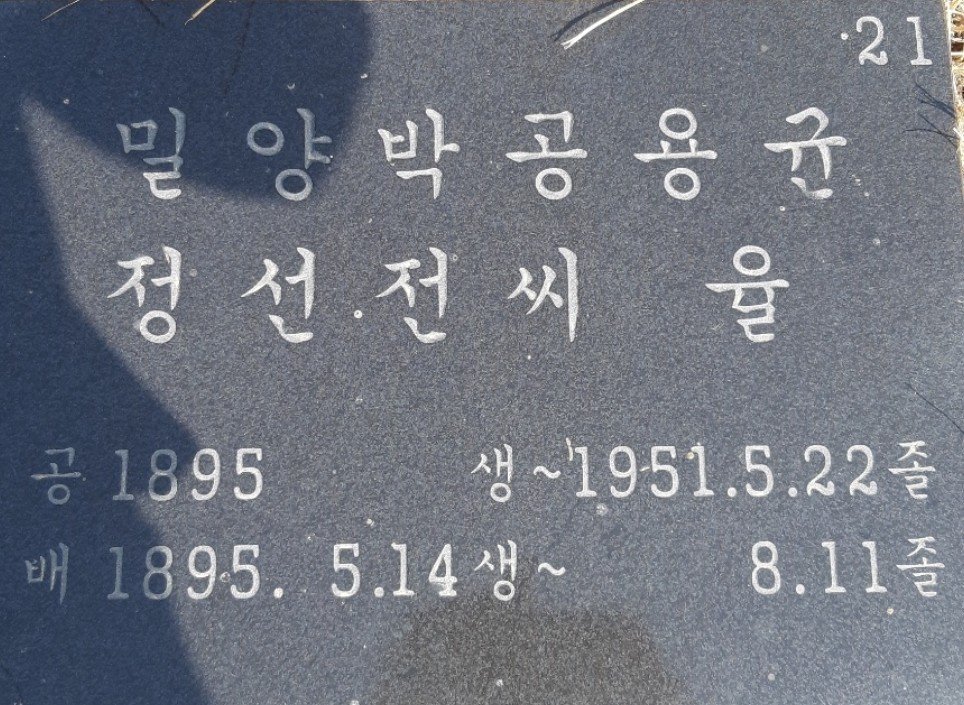 21
밀양박공용균
정선전씨 율
공 1895 생~1951.5.22졸
배 1895. 5.14생~ 8.11졸